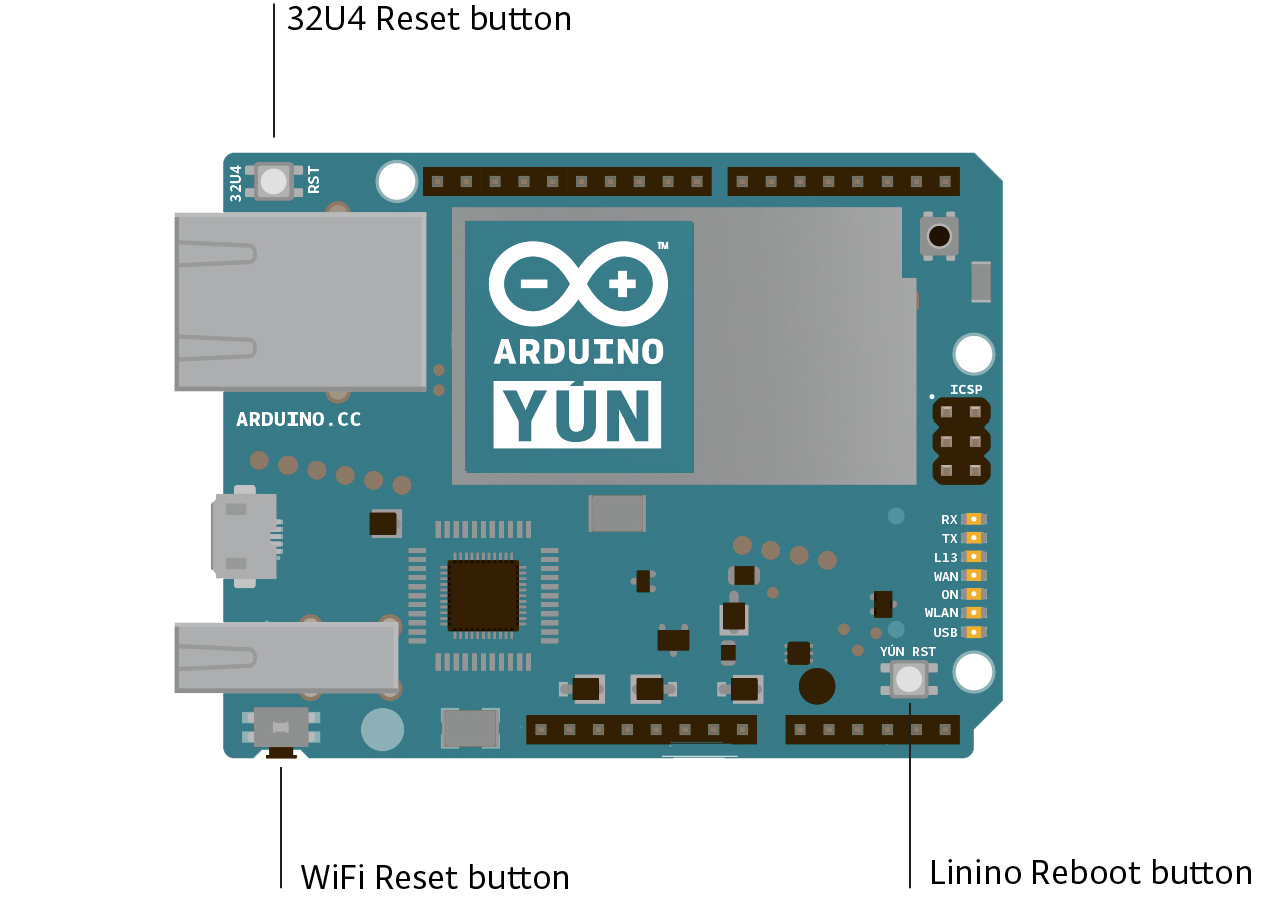 32U4 Reset button
32U4
RST
™
ARDUINO
YÚN
ARDUINO.CC
ICSP
RX
TX
L13
WAN
ON
WLAN
USB
YÚN RST
WiFi Reset button
Linino Reboot button